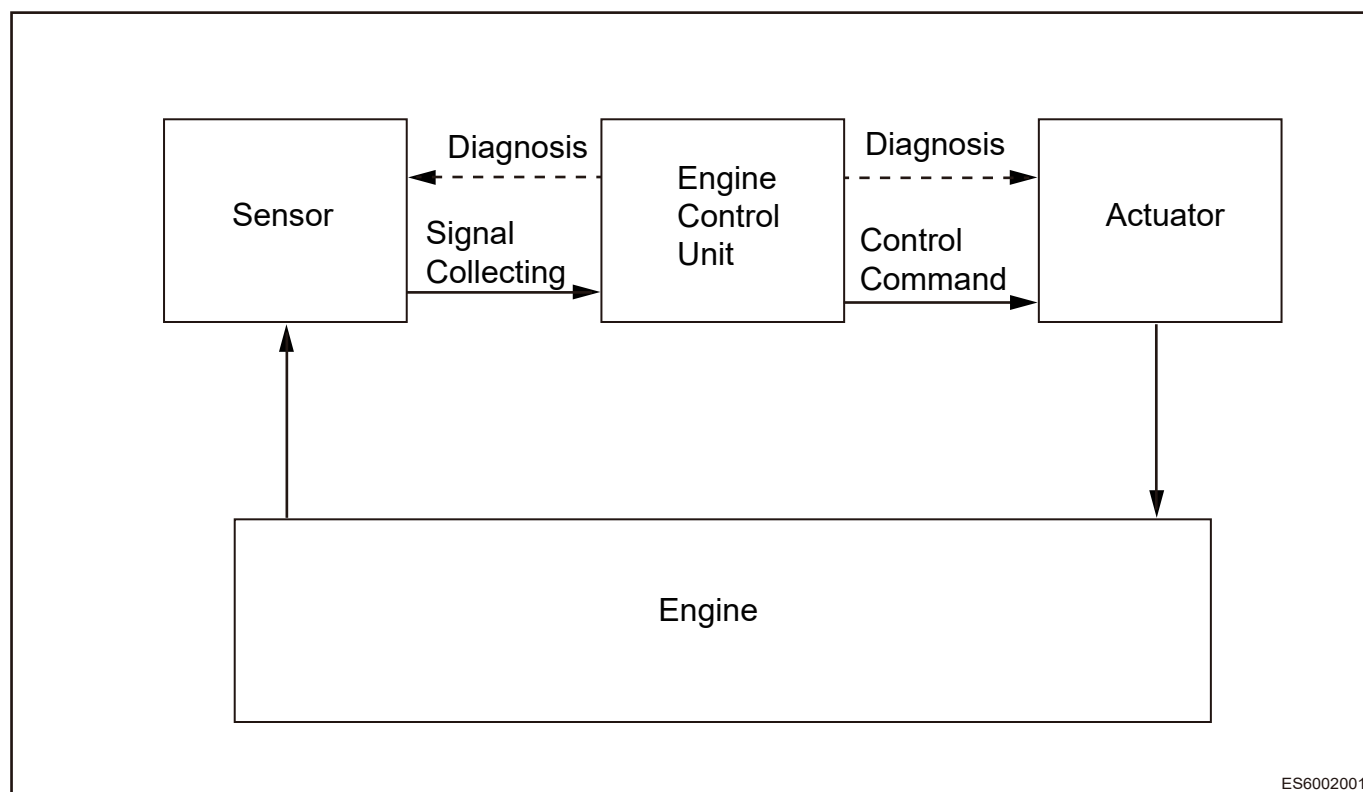 Diagnosis
Diagnosis
Sensor
Engine
Control
Unit
Actuator
Signal
Collecting
Control
Command
Engine
ES6002001